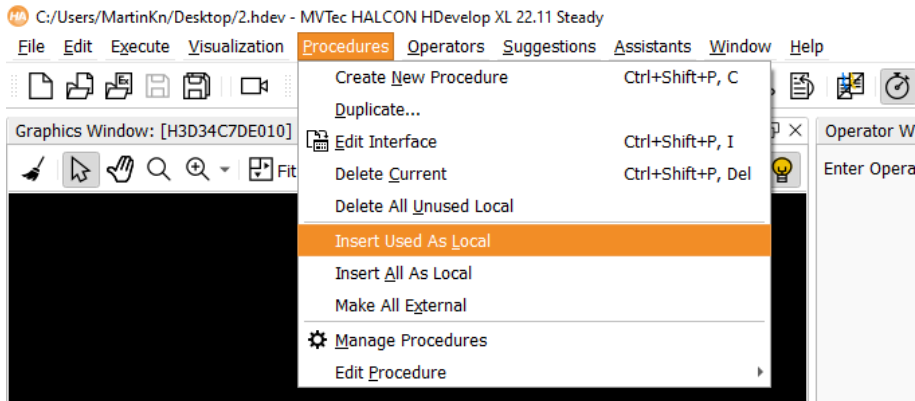 HA C:/Users/MartinKn/Desktop/2.hdev - MVTec HALCON HDevelop XL 22.11 Steady
File Edit Execute Visualization Procedures Operators Suggestions Assistants Window Help
Create New Procedure Ctrl+Shift+P, C
Duplicate...
Graphics Window: [H3D34C7DE010] Edit Interface Ctrl+Shift+P, I Operator W
Fit Delete Current Ctrl+Shift+P, Del Enter Opera
Delete All Unused Local
Insert Used As Local
Insert All As Local
Make All External
Manage Procedures
Edit Procedure